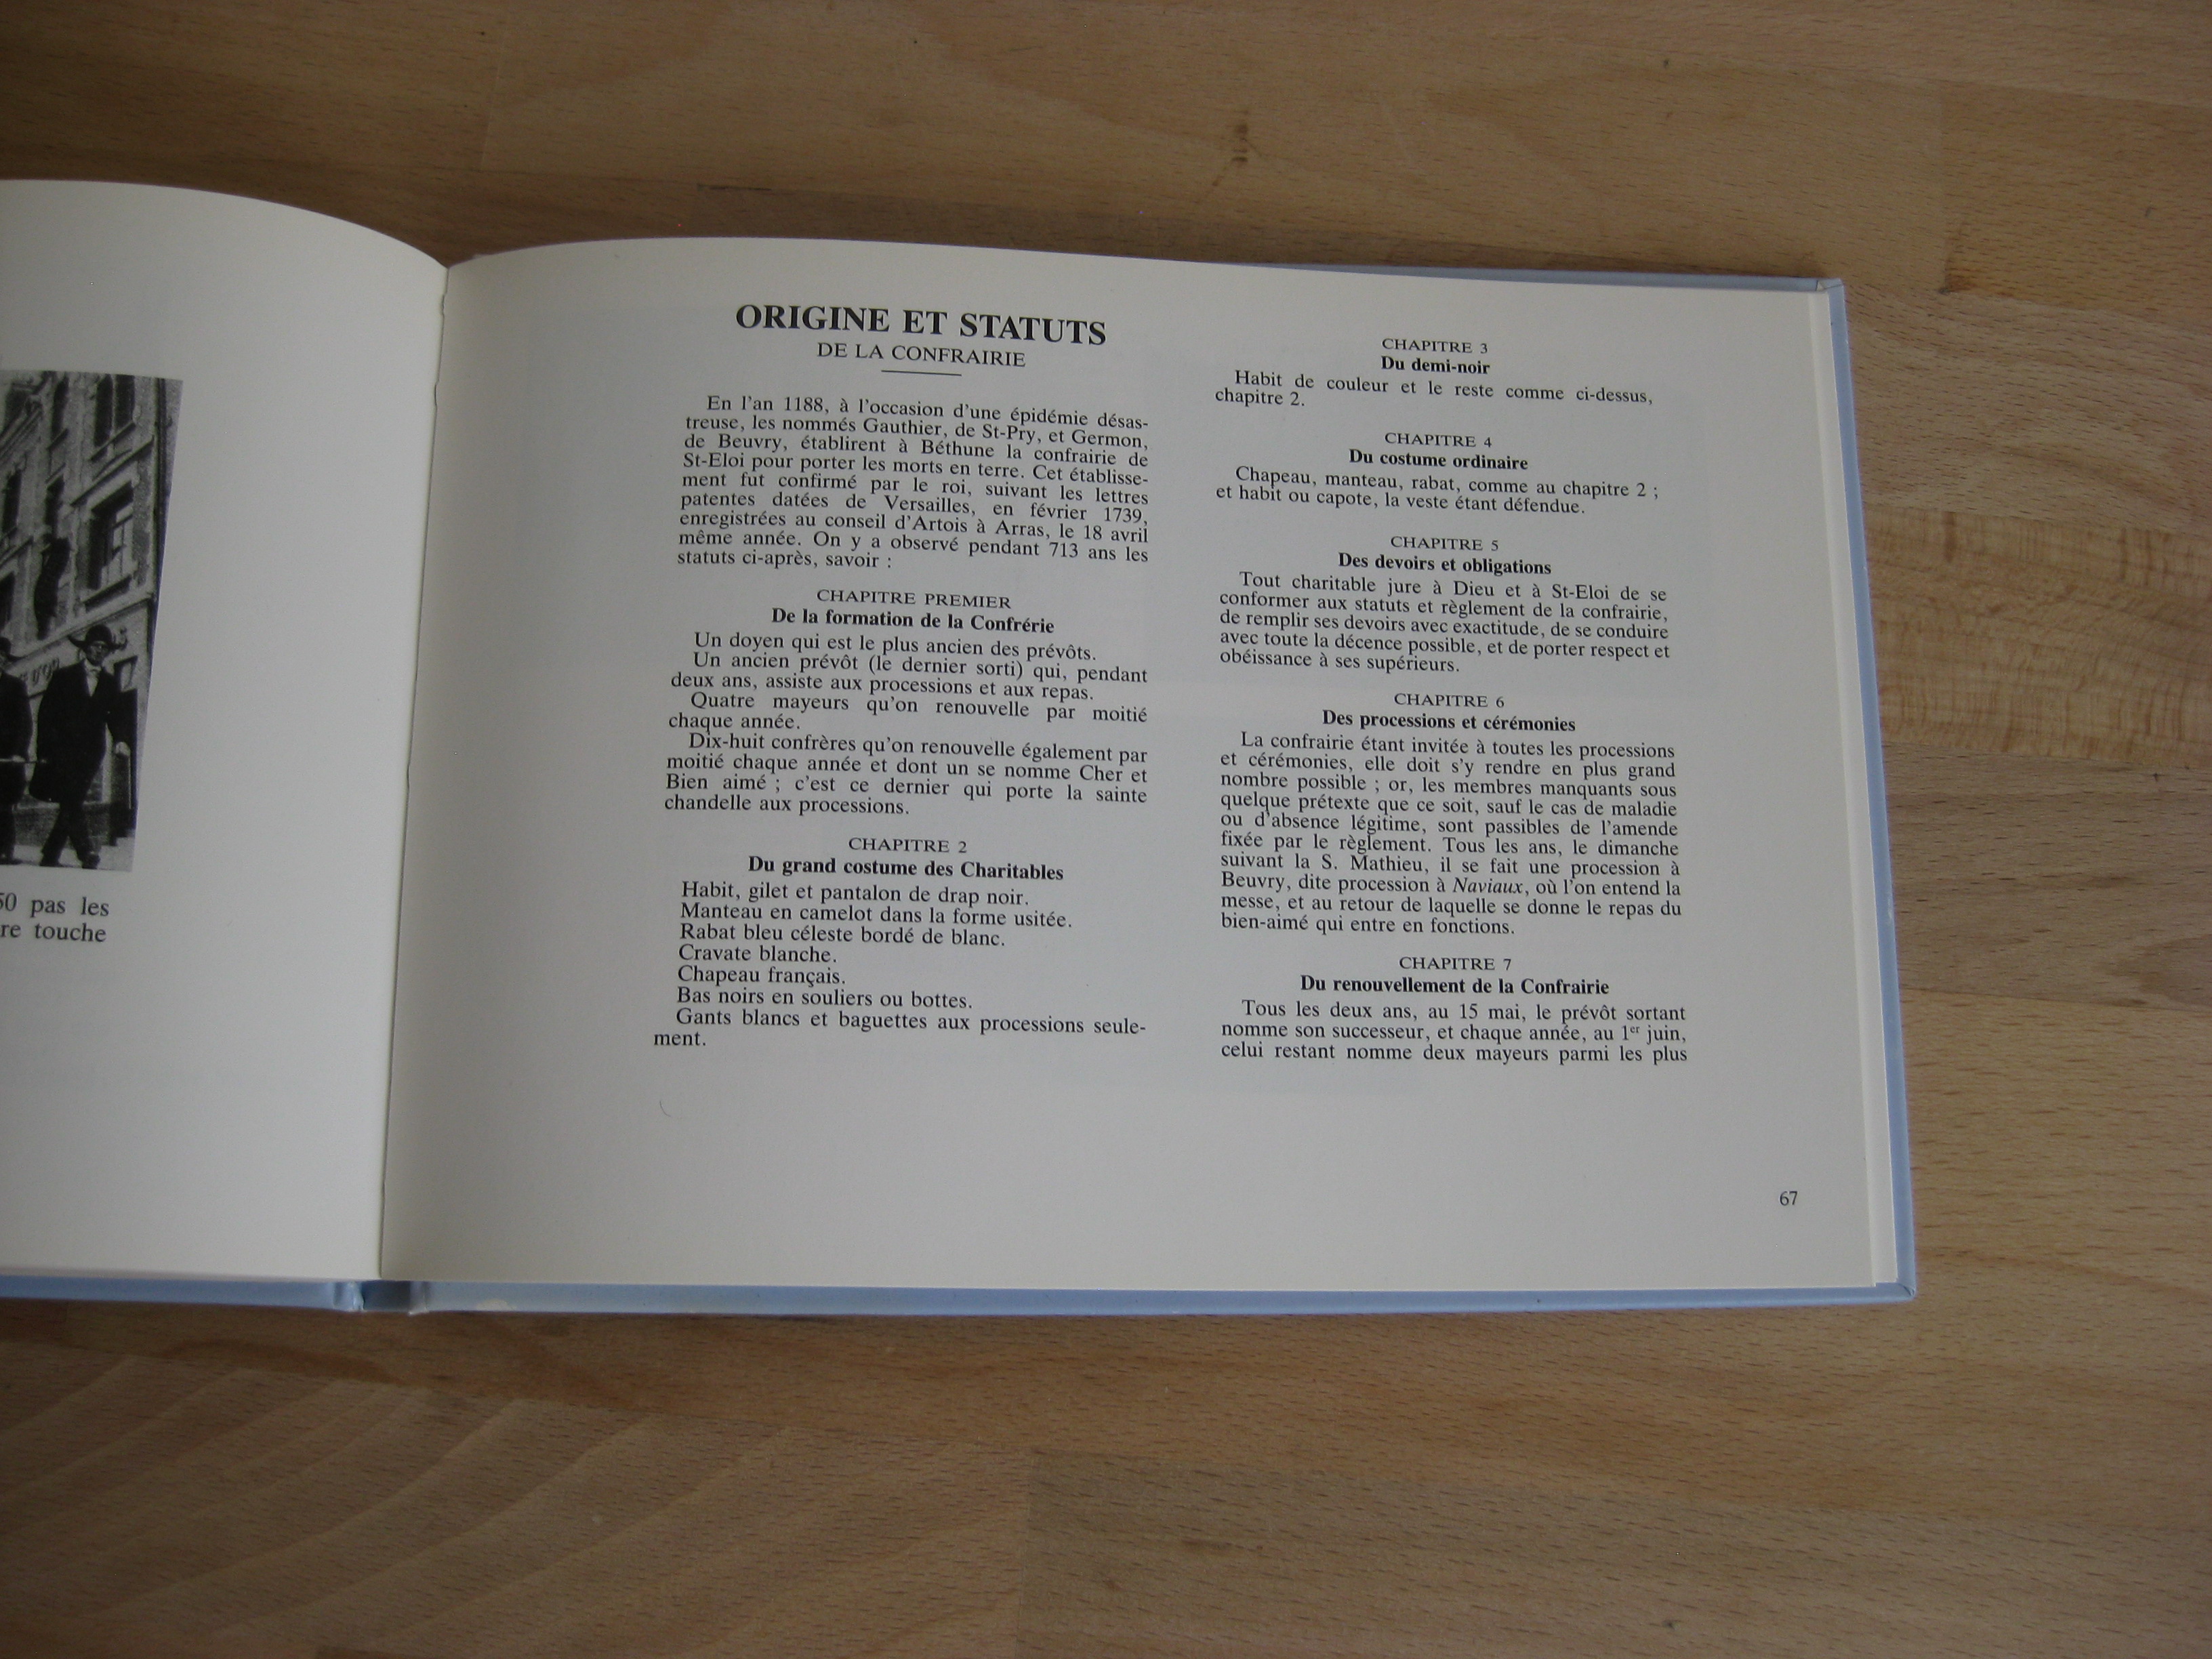 50 pas les
re touche
ORIGINE ET STATUTS
DE LA CONFRAIRIE
En l'an 1188, à l'occasion d'une épidémie désas-
treuse, les nommés Gauthier, de St-Pry, et Germon,
de Beuvry, établirent à Béthune la confrairie de
St-Eloi pour porter les morts en terre. Cet établisse-
ment fut confirmé par le roi, suivant les lettres
patentes datées de Versailles, en février 1739,
enregistrées au conseil d'Artois à Arras, le 18 avril
même année. On y a observé pendant 713 ans les
statuts ci-après, savoir :
CHAPITRE PREMIER
De la formation de la Confrérie
Un doyen qui est le plus ancien des prévôts.
Un ancien prévôt (le dernier sorti) qui, pendant
deux ans, assiste aux processions et aux repas.
Quatre mayeurs qu'on renouvelle par moitié
chaque année.
Dix-huit confrères qu'on renouvelle également par
moitié chaque année et dont un se nomme Cher et
Bien aimé ; c'est ce dernier qui porte la sainte
chandelle aux processions.
CHAPITRE 2
Du grand costume des Charitables
Habit, gilet et pantalon de drap noir.
Manteau en camelot dans la forme usitée.
Rabat bleu céleste bordé de blanc.
Cravate blanche.
Chapeau français.
Bas noirs en souliers ou bottes.
Gants blancs et baguettes aux processions seule-
ment.
CHAPITRE 3
Du demi-noir
Habit de couleur et le reste comme ci-dessus,
chapitre 2.
CHAPITRE 4
Du costume ordinaire
Chapeau, manteau, rabat, comme au chapitre 2 ;
et habit ou capote, la veste étant défendue.
CHAPITRE 5
Des devoirs et obligations
Tout charitable jure à Dieu et à St-Eloi de se
conformer aux statuts et règlement de la confrairie,
de remplir ses devoirs avec exactitude, de se conduire
avec toute la décence possible, et de porter respect et
obéissance à ses supérieurs.
CHAPITRE 6
Des processions et cérémonies
La confrairie étant invitée à toutes les processions
et cérémonies, elle doit s'y rendre en plus grand
nombre possible ; or, les membres manquants sous
quelque prétexte que ce soit, sauf le cas de maladie
ou d'absence légitime, sont passibles de l'amende
fixée par le règlement. Tous les ans, le dimanche
suivant la S. Mathieu, il se fait une procession à
Beuvry, dite procession à Naviaux, où l'on entend la
messe, et au retour de laquelle se donne le repas du
bien-aimé qui entre en fonctions.
CHAPITRE 7
Du renouvellement de la Confrairie
Tous les deux ans, au 15 mai, le prévôt sortant
nomme son successeur, et chaque année, au 1er juin,
celui restant nomme deux mayeurs parmi les plus
67